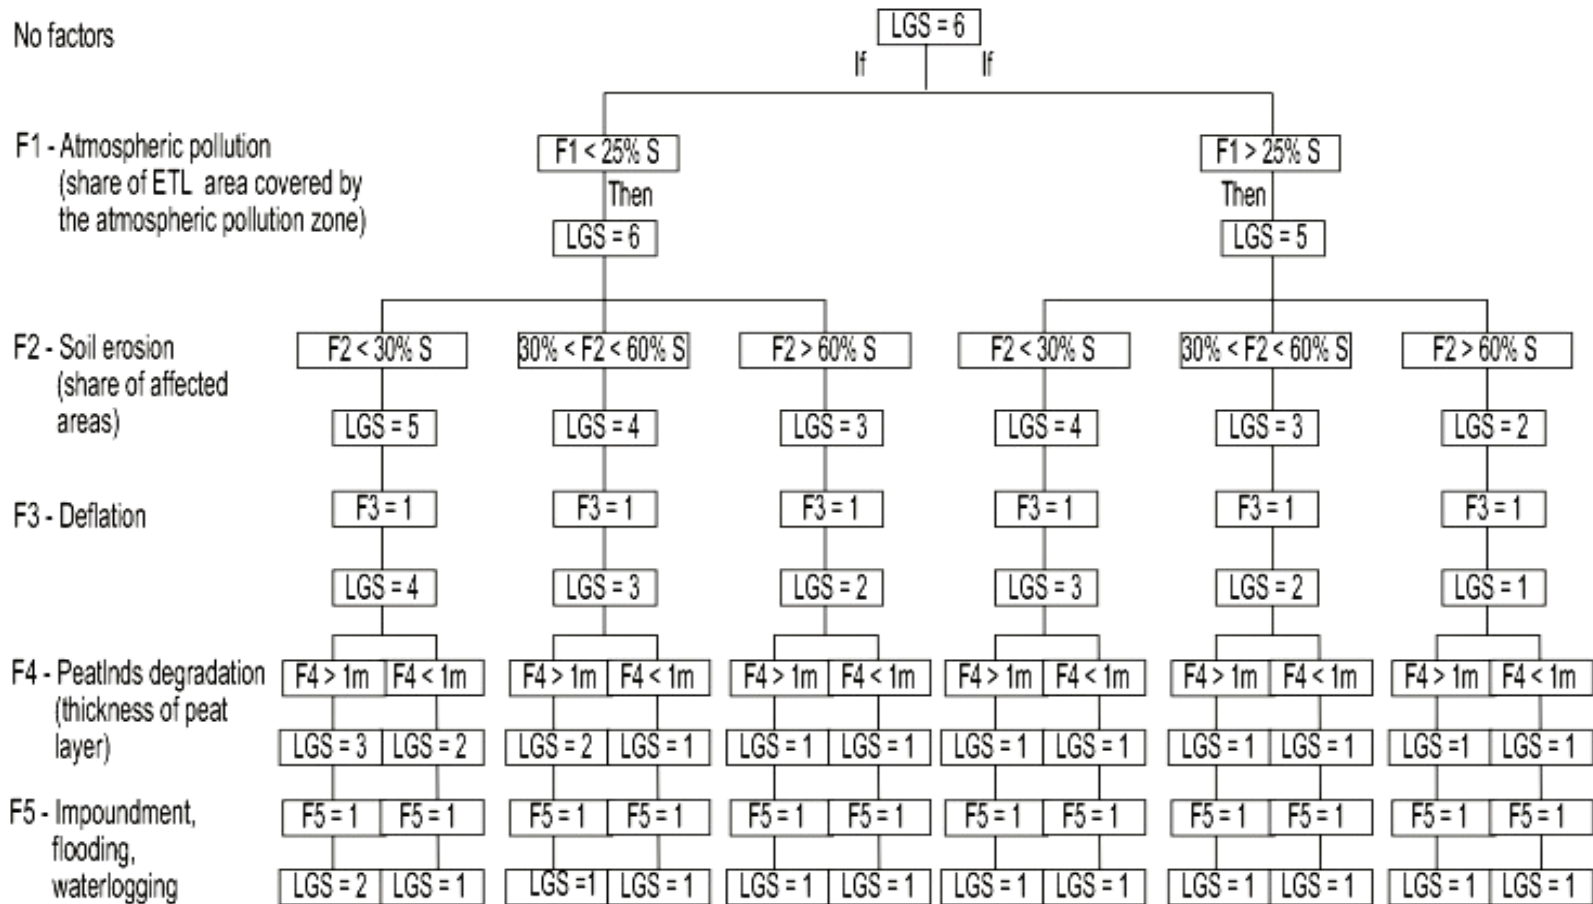 No factors
LGS = 6
If If
F1 - Atmospheric pollution
(share of ETL area covered by
the atmospheric pollution zone)
F1 < 25% S F1 > 25% S
Then Then
LGS = 6 LGS = 5
F2 - Soil erosion
(share of affected
areas)
F2 < 30% S 30% < F2 < 60% S F2 > 60% S F2 < 30% S 30% < F2 < 60% S F2 > 60% S
LGS = 5 LGS = 4 LGS = 3 LGS = 4 LGS = 3 LGS = 2
F3 - Deflation
F3 = 1 F3 = 1 F3 = 1 F3 = 1 F3 = 1 F3 = 1
LGS = 4 LGS = 3 LGS = 2 LGS = 3 LGS = 2 LGS = 1
F4 - Peatlnds degradation
(thickness of peat
layer)
F4 > 1m F4 < 1m F4 > 1m F4 < 1m F4 > 1m F4 < 1m F4 > 1m F4 < 1m F4 > 1m F4 < 1m F4 > 1m F4 < 1m
LGS = 3 LGS = 2 LGS = 2 LGS = 1 LGS = 1 LGS = 1 LGS = 1 LGS = 1 LGS = 1 LGS = 1 LGS =1 LGS = 1
F5 - Impoundment,
flooding,
waterlogging
F5 = 1 F5 = 1 F5 = 1 F5 = 1 F5 = 1 F5 = 1 F5 = 1 F5 = 1 F5 = 1 F5 = 1 F5 = 1 F5 = 1
LGS = 2 LGS = 1 LGS =1 LGS = 1 LGS = 1 LGS = 1 LGS = 1 LGS = 1 LGS = 1 LGS = 1 LGS = 1 LGS = 1